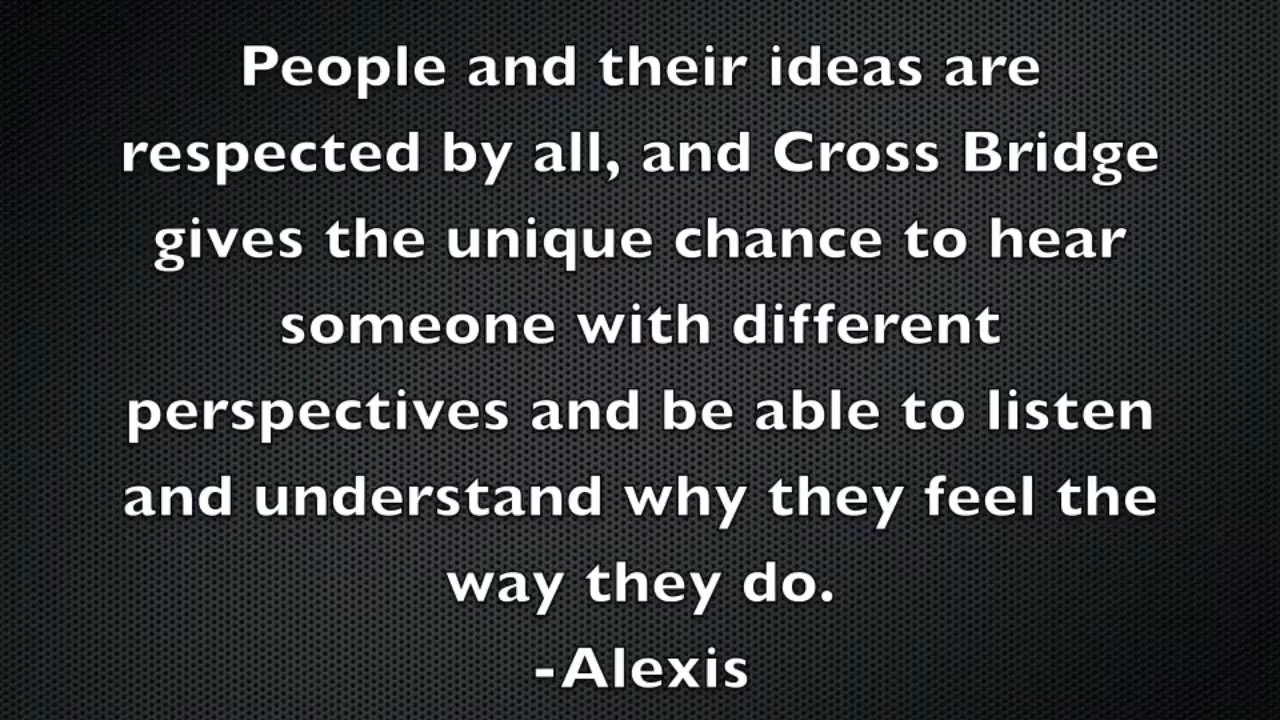 People and their ideas are
respected by all, and Cross Bridge
gives the unique chance to hear
someone with different
perspectives and be able to listen
and understand why they feel the
way they do.
-Alexis